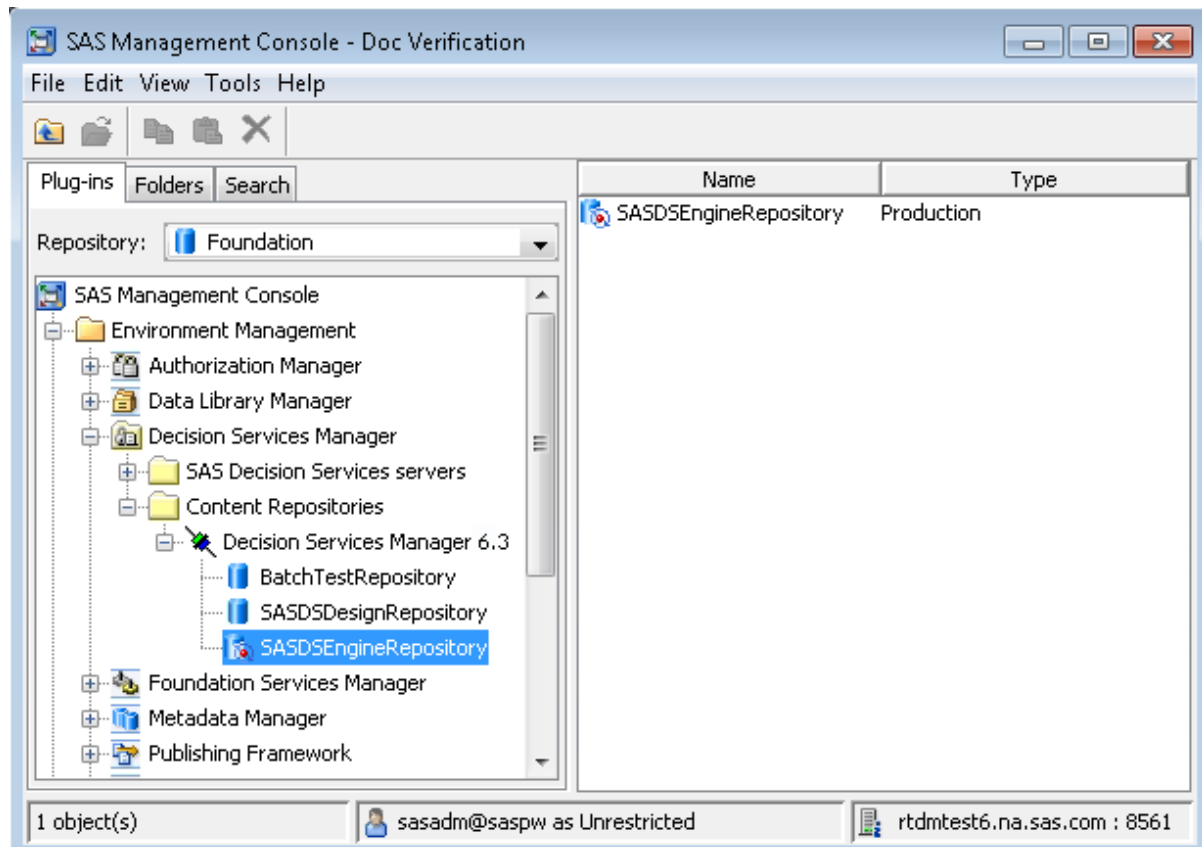 SAS Management Console - Doc Verification
File Edit View Tools Help
Plug-ins Folders Search
Repository: Foundation
SAS Management Console
Environment Management
Authorization Manager
Data Library Manager
Decision Services Manager
SAS Decision Services servers
Content Repositories
Decision Services Manager 6.3
BatchTestRepository
SASDSDesignRepository
SASDSEngineRepository
Foundation Services Manager
Metadata Manager
Publishing Framework
Name Type
SASDSEngineRepository Production
1 object(s) sasadm@saspw as Unrestricted rtdmtest6.na.sas.com : 8561